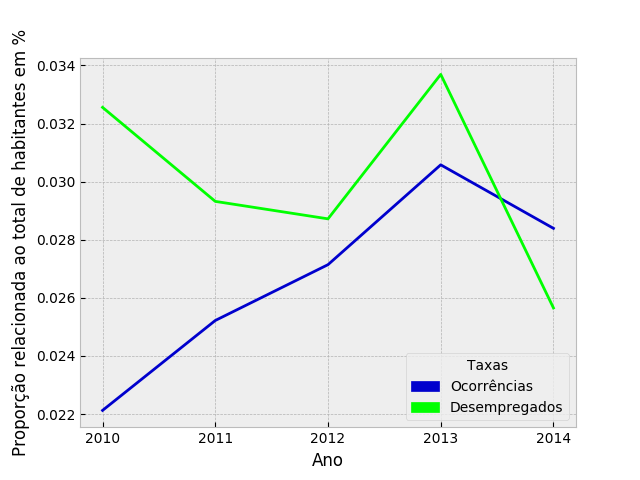 Proporção relacionada ao total de habitantes em %
0.034
0.032
0.030
0.028
0.026
0.024
0.022
2010 2011 2012 2013 2014
Ano
Taxas
Ocorrências
Desempregados